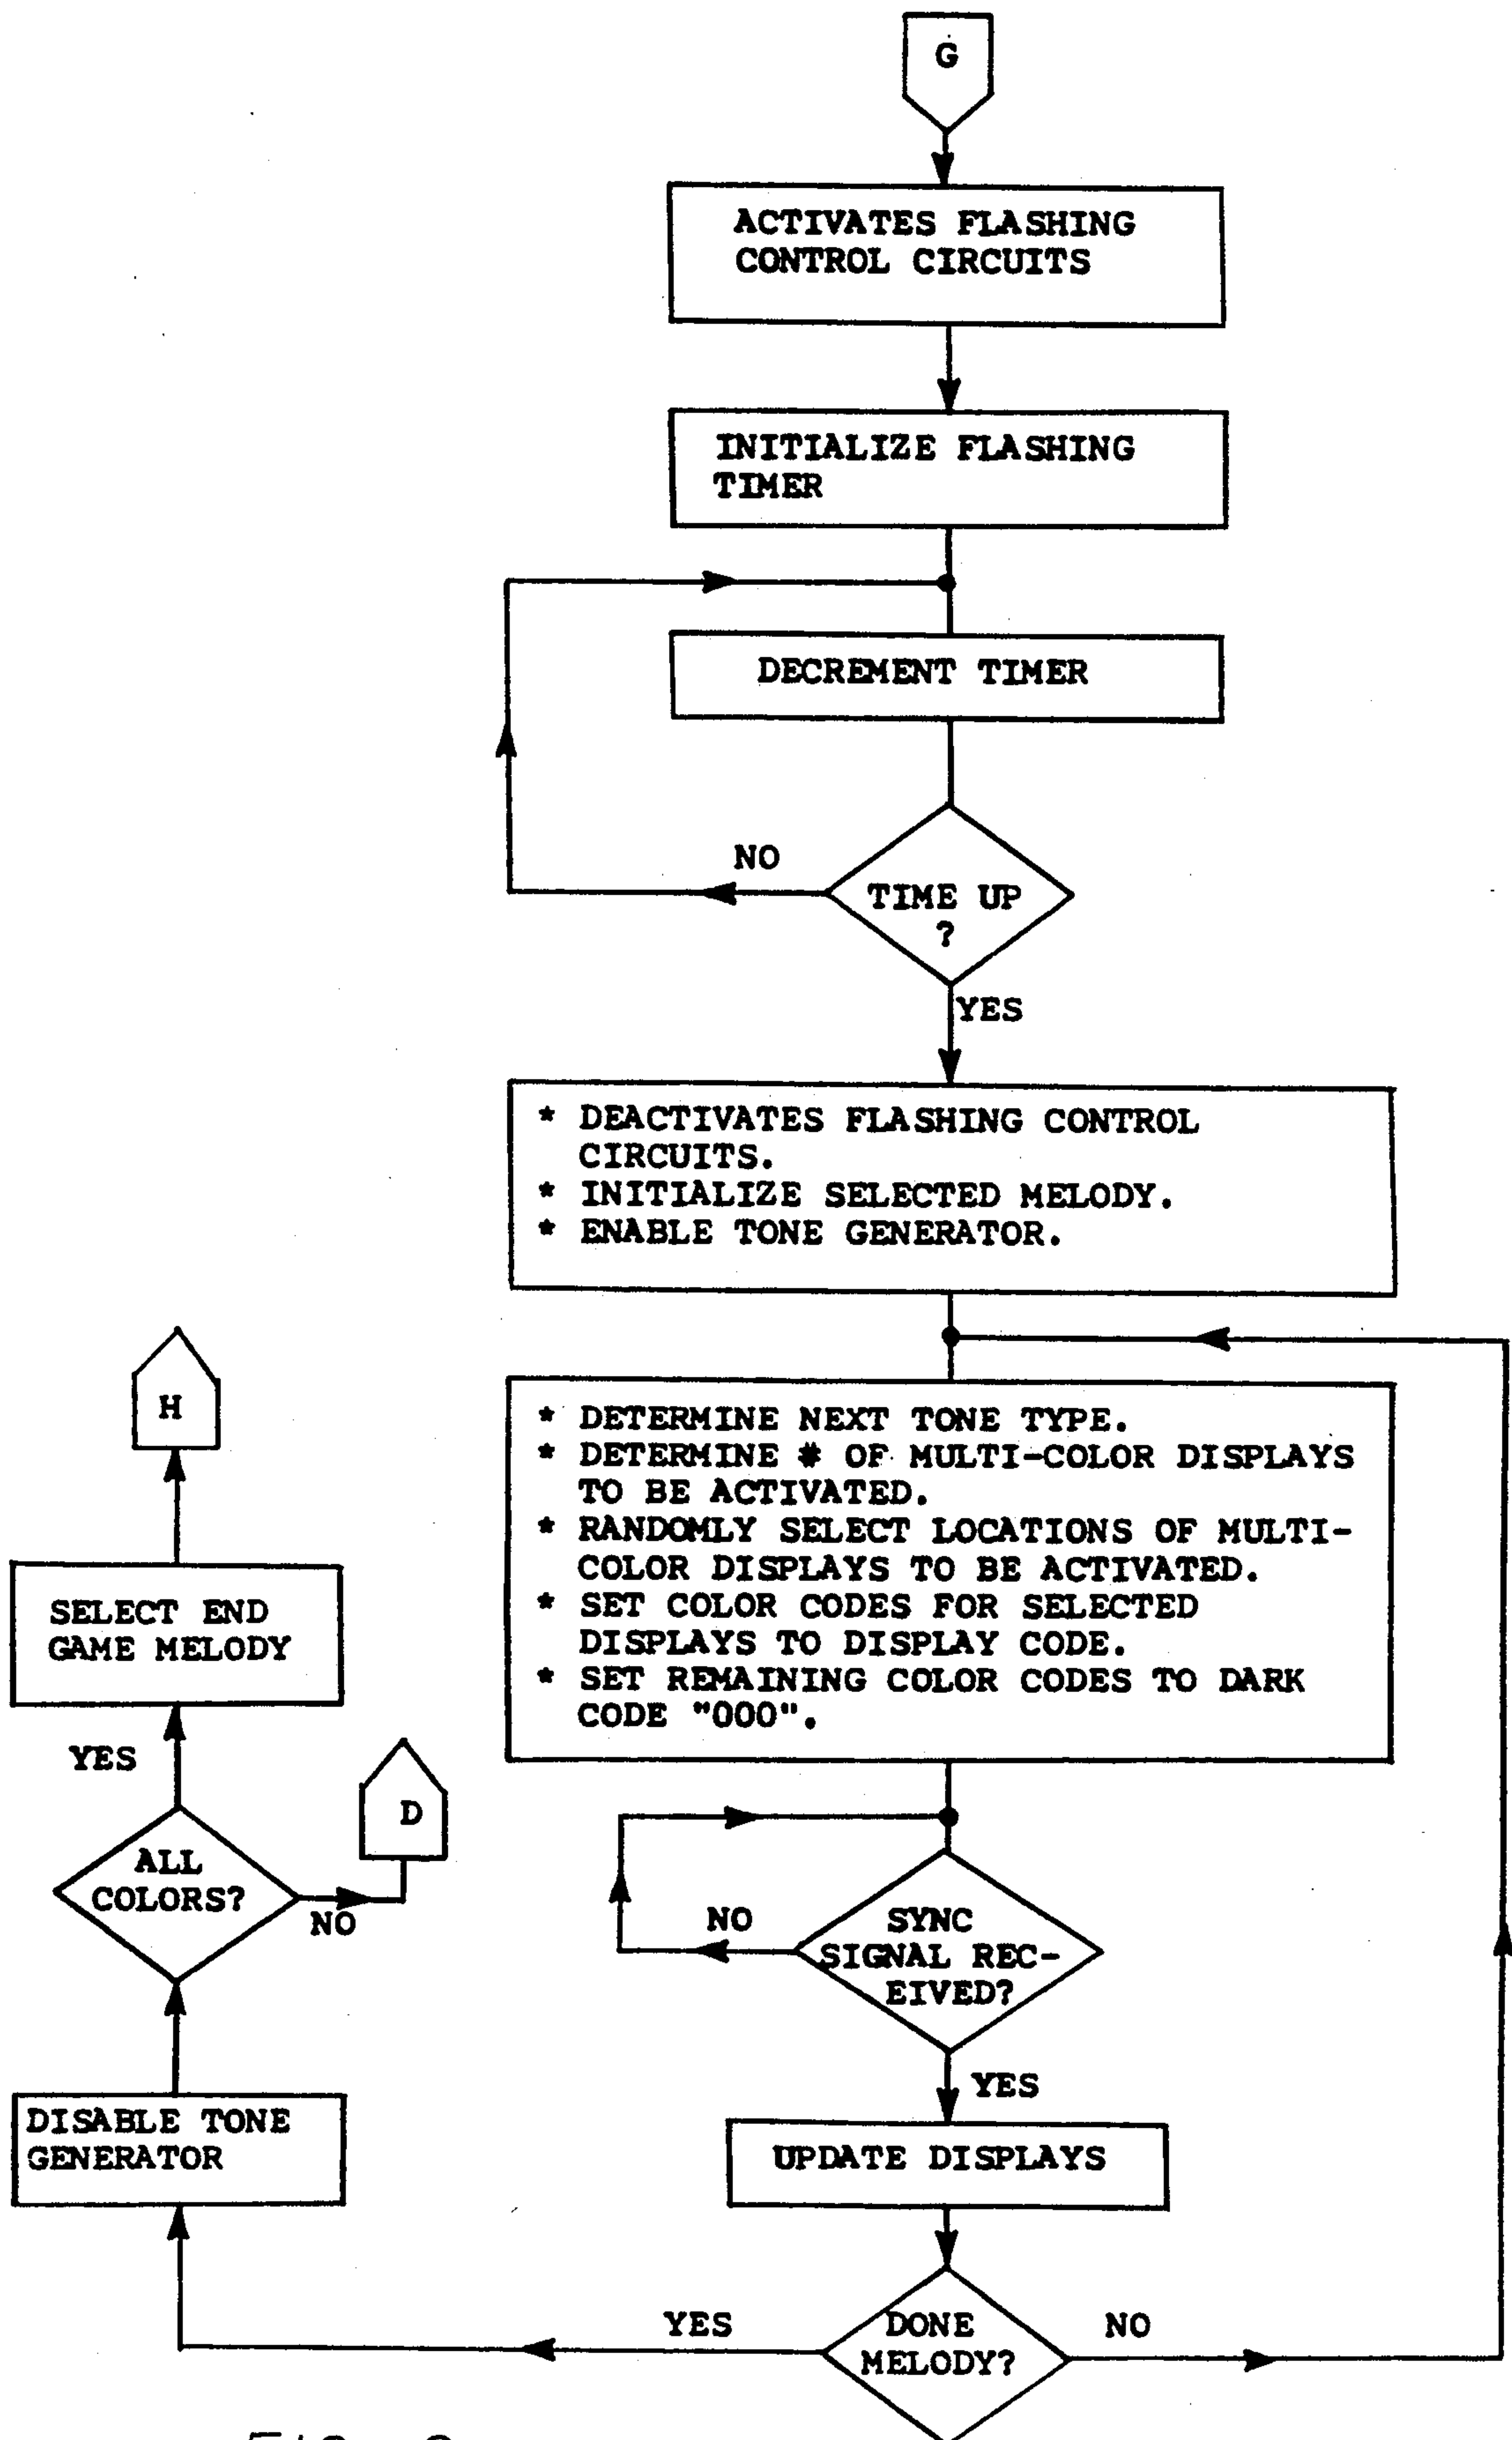 G
ACTIVATES FLASHING
CONTROL CIRCUITS
INITIALIZE FLASHING
TIMER
DECREMENT TIMER
NO
TIME UP
?
YES
* DEACTIVATES FLASHING CONTROL
CIRCUITS.
* INITIALIZE SELECTED MELODY.
* ENABLE TONE GENERATOR.
* DETERMINE NEXT TONE TYPE.
* DETERMINE # OF MULTI-COLOR DISPLAYS
TO BE ACTIVATED.
* RANDOMLY SELECT LOCATIONS OF MULTI-
COLOR DISPLAYS TO BE ACTIVATED.
* SET COLOR CODES FOR SELECTED
DISPLAYS TO DISPLAY CODE.
* SET REMAINING COLOR CODES TO DARK
CODE "000".
NO
SYNC
SIGNAL REC-
EIVED?
YES
UPDATE DISPLAYS
DONE
MELODY?
NO
YES
DISABLE TONE
GENERATOR
ALL
COLORS?
NO
D
YES
SELECT END
GAME MELODY
H